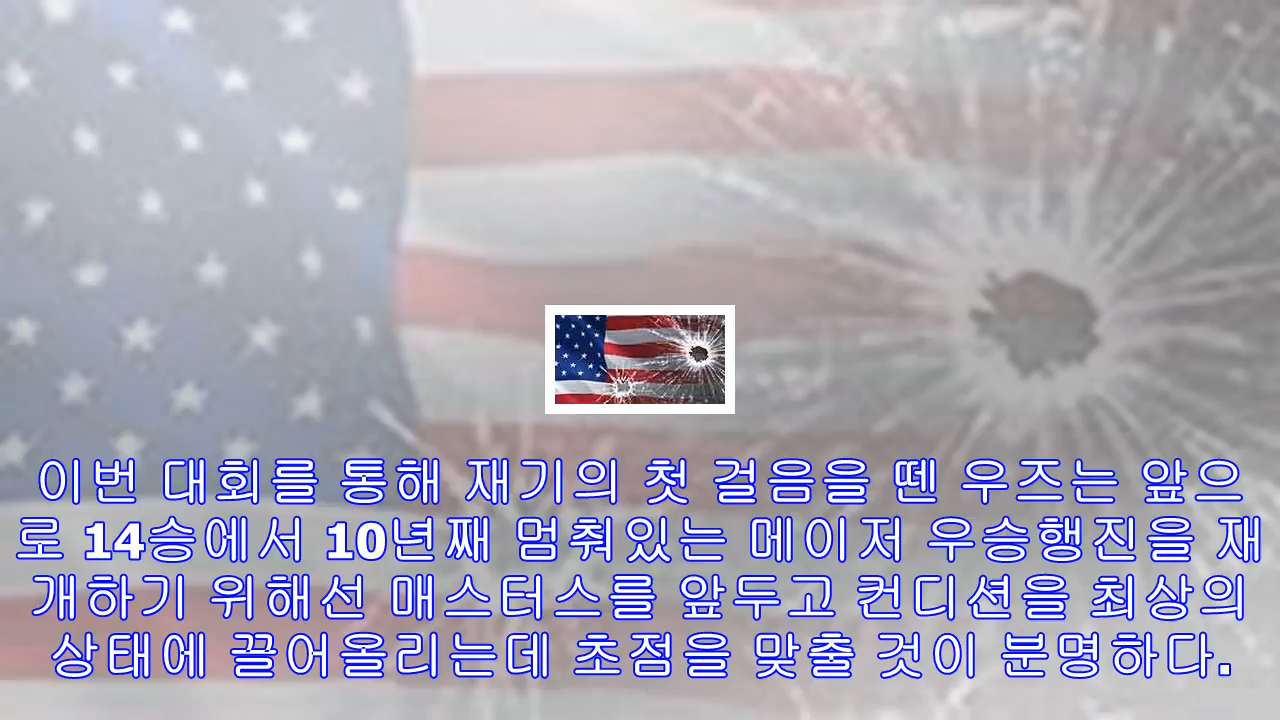 이번 대회를 통해 재기의 첫 걸음을 뗀 우즈는 앞으
로 14승에서 10년째 멈춰있는 메이저 우승행진을 재
개하기 위해선 매스터스를 앞두고 컨디션을 최상의
상태에 끌어올리는데 초점을 맞출 것이 분명하다.